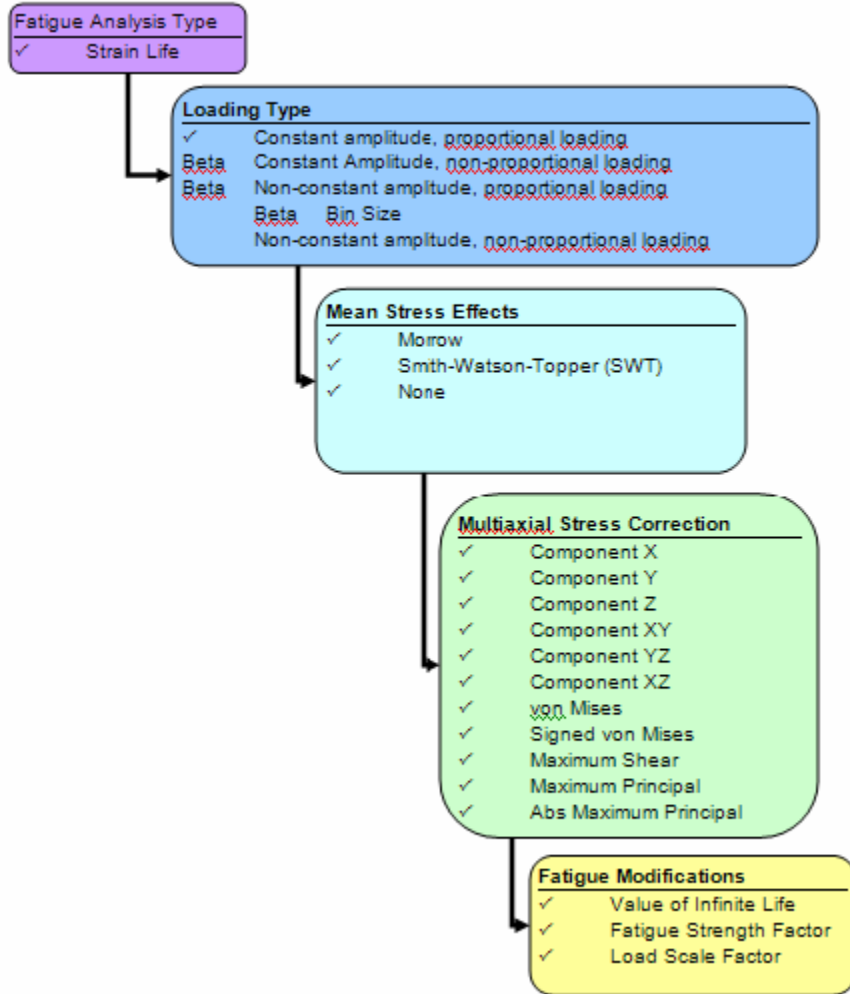 Fatigue Analysis Type
✓ Strain Life
Loading Type
✓ Constant amplitude, proportional loading
Beta Constant Amplitude, non-proportional loading
Beta Non-constant amplitude, proportional loading
Beta Bin Size
Non-constant amplitude, non-proportional loading
Mean Stress Effects
✓ Morrow
✓ Smith-Watson-Topper (SWT)
✓ None
Multiaxial Stress Correction
✓ Component X
✓ Component Y
✓ Component Z
✓ Component XY
✓ Component YZ
✓ Component XZ
✓ von Mises
✓ Signed von Mises
✓ Maximum Shear
✓ Maximum Principal
✓ Abs Maximum Principal
Fatigue Modifications
✓ Value of Infinite Life
✓ Fatigue Strength Factor
✓ Load Scale Factor